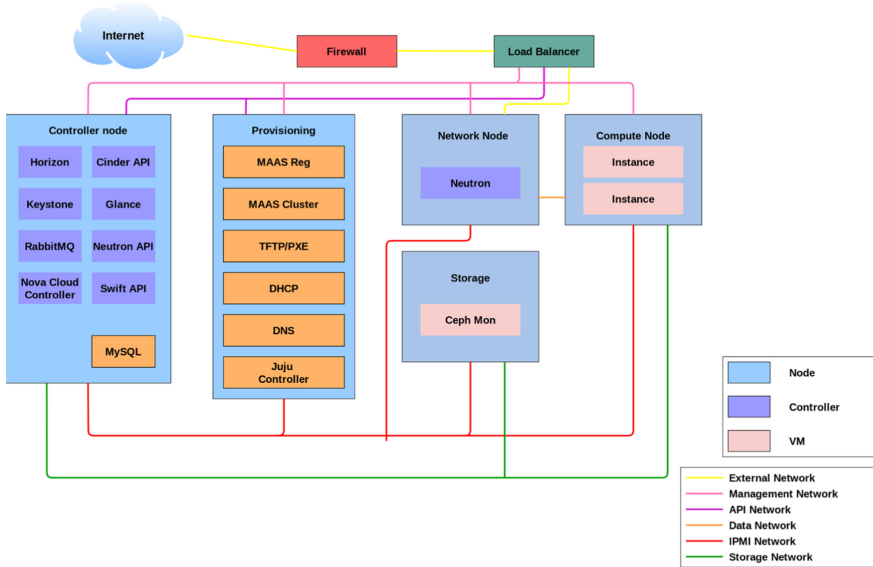 Internet
Firewall
Load Balancer
Controller node
Horizon
Cinder API
Keystone
Glance
RabbitMQ
Neutron API
Nova Cloud
Controller
Swift API
MySQL
Provisioning
MAAS Reg
MAAS Cluster
TFTP/PXE
DHCP
DNS
Juju
Controller
Network Node
Neutron
Compute Node
Instance
Instance
Storage
Ceph Mon
Node
Controller
VM
External Network
Management Network
API Network
Data Network
IPMI Network
Storage Network